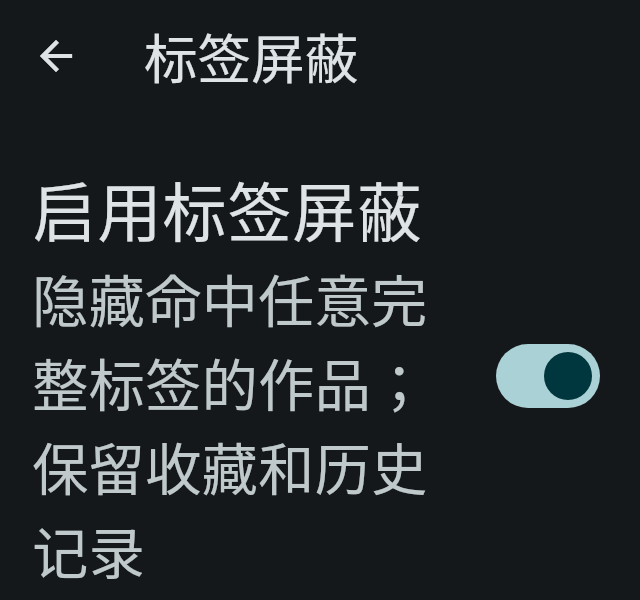 标签屏蔽
启用标签屏蔽
隐藏命中任意完
整标签的作品；
保留收藏和历史
记录